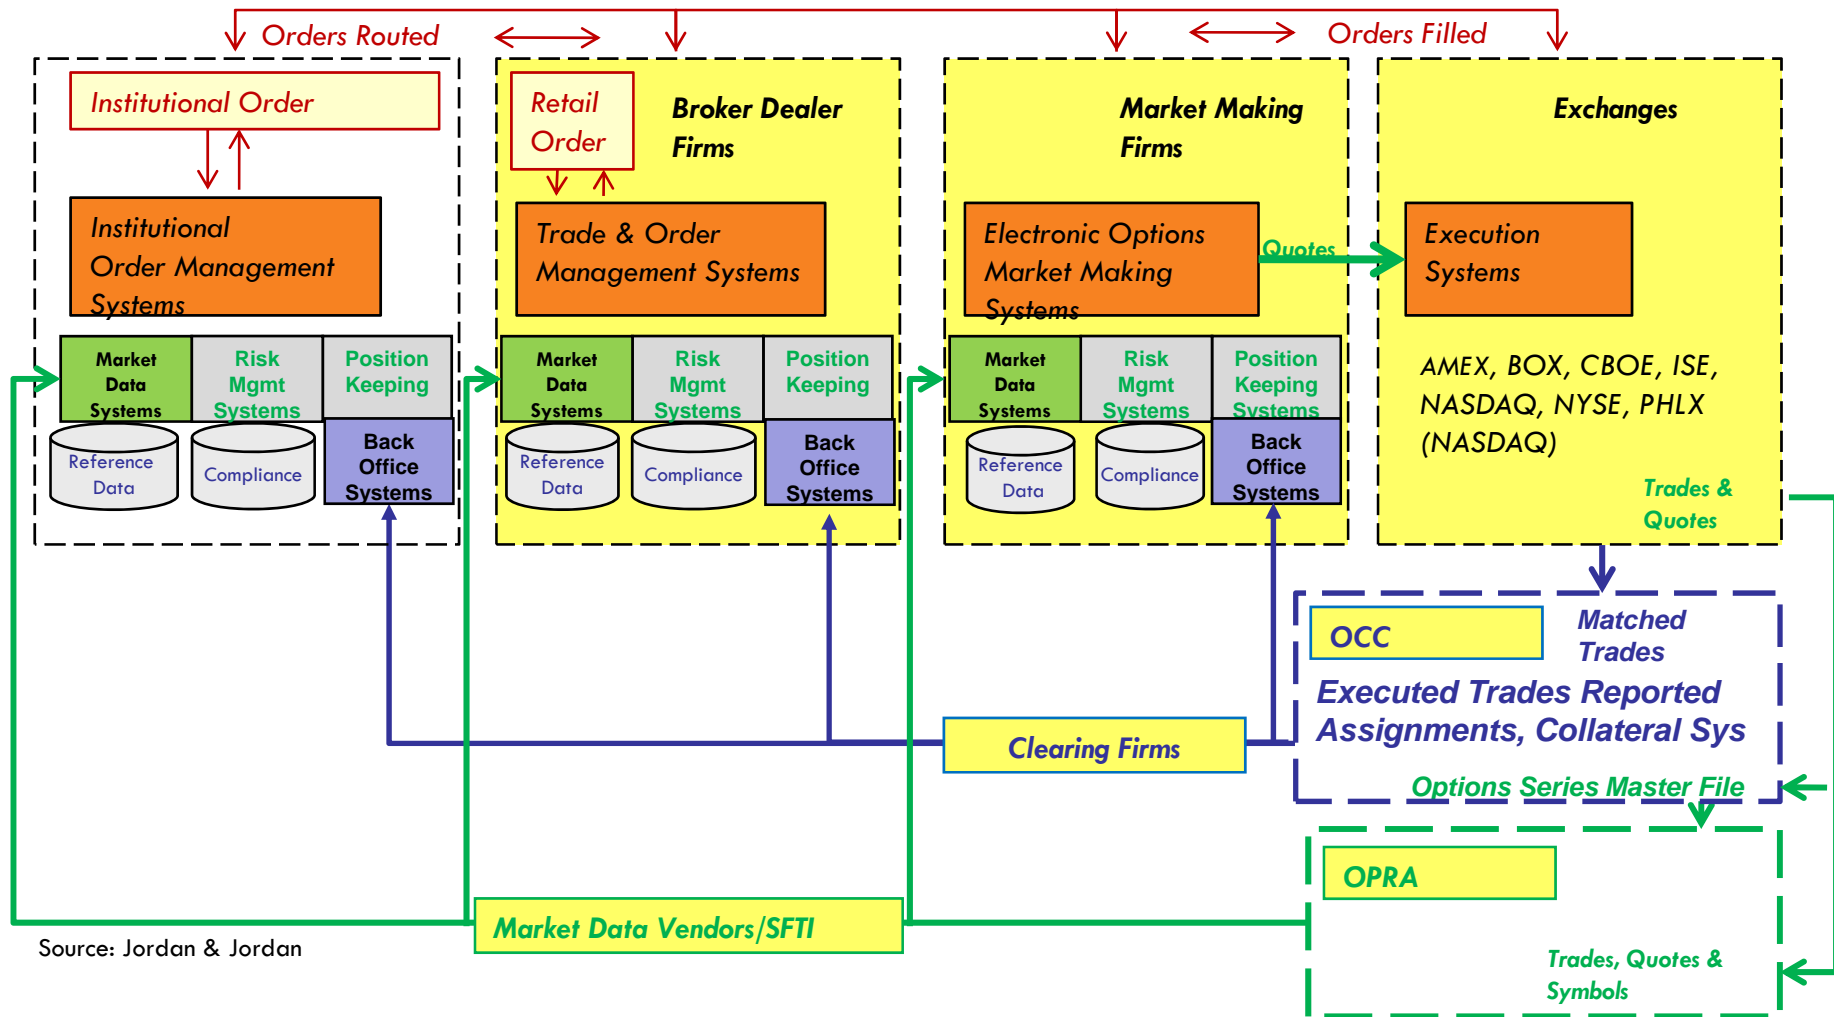 Orders Routed
Orders Filled
Institutional Order
Institutional
Order Management
Systems
Market
Data
Systems
Risk
Mgmt
Systems
Position
Keeping
Reference
Data
Compliance
Back
Office
Systems
Retail
Order
Broker Dealer
Firms
Trade & Order
Management Systems
Market
Data
Systems
Risk
Mgmt
Systems
Position
Keeping
Reference
Data
Compliance
Back
Office
Systems
Market Making
Firms
Electronic Options
Market Making
Systems
Quotes
Market
Data
Systems
Risk
Mgmt
Systems
Position
Keeping
Systems
Reference
Data
Compliance
Back
Office
Systems
Exchanges
Execution
Systems
AMEX, BOX, CBOE, ISE,
NASDAQ, NYSE, PHLX
(NASDAQ)
Trades &
Quotes
OCC
Matched
Trades
Executed Trades Reported
Assignments, Collateral Sys
Options Series Master File
Clearing Firms
OPRA
Trades, Quotes &
Symbols
Market Data Vendors/SFTI
Source: Jordan & Jordan